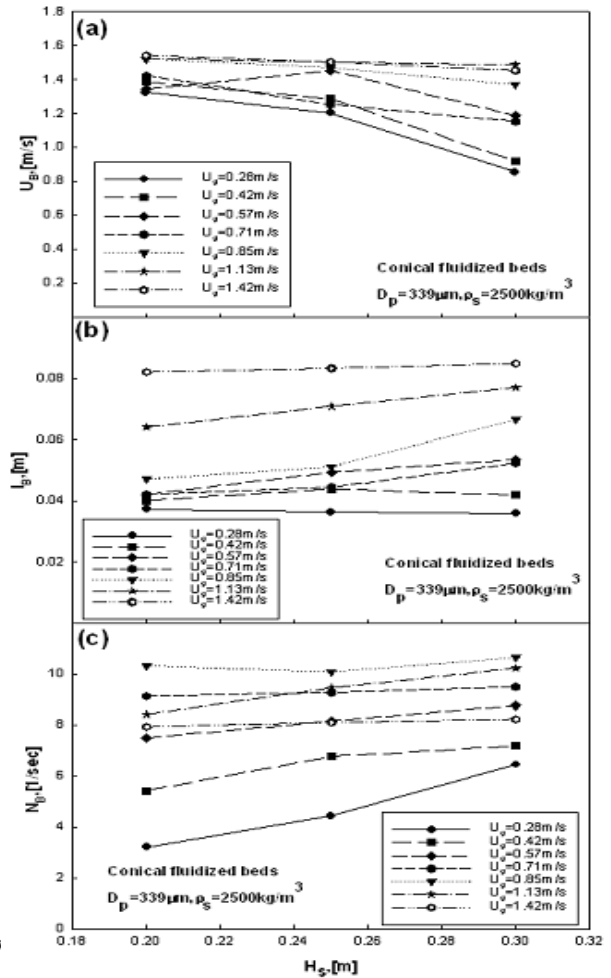 (a)
1.8
1.6
1.4
1.2
1.0
0.8
0.6
0.4
0.2
U_B,[m/s]
U_g=0.28m/s
U_g=0.42m/s
U_g=0.57m/s
U_g=0.71m/s
U_g=0.85m/s
U_g=1.13m/s
U_g=1.42m/s
Conical fluidized beds
D_p=339μm,ρ_s=2500kg/m³
(b)
0.08
0.06
0.04
0.02
l_B,[m]
U_g=0.28m/s
U_g=0.42m/s
U_g=0.57m/s
U_g=0.71m/s
U_g=0.85m/s
U_g=1.13m/s
U_g=1.42m/s
Conical fluidized beds
D_p=339μm,ρ_s=2500kg/m³
(c)
10
8
6
4
2
0
N_B,[1/sec]
U_g=0.28m/s
U_g=0.42m/s
U_g=0.57m/s
U_g=0.71m/s
U_g=0.85m/s
U_g=1.13m/s
U_g=1.42m/s
Conical fluidized beds
D_p=339μm,ρ_s=2500kg/m³
0.18 0.20 0.22 0.24 0.26 0.28 0.30 0.32
H_S,[m]